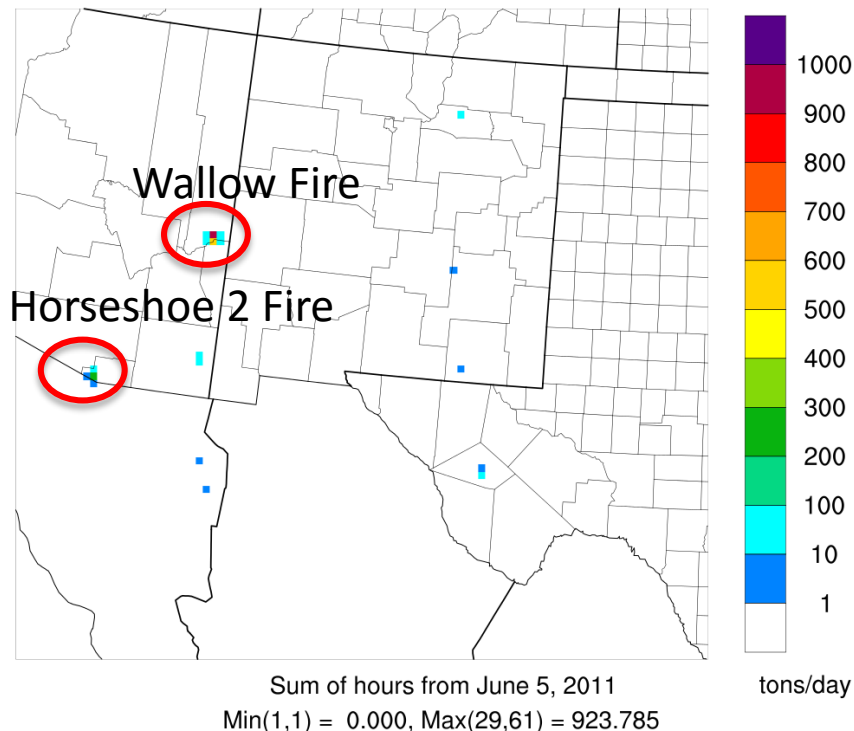 Wallow Fire
Horseshoe 2 Fire
1000
900
800
700
600
500
400
300
200
100
10
1
tons/day
Sum of hours from June 5, 2011
Min(1,1) = 0.000, Max(29,61) = 923.785